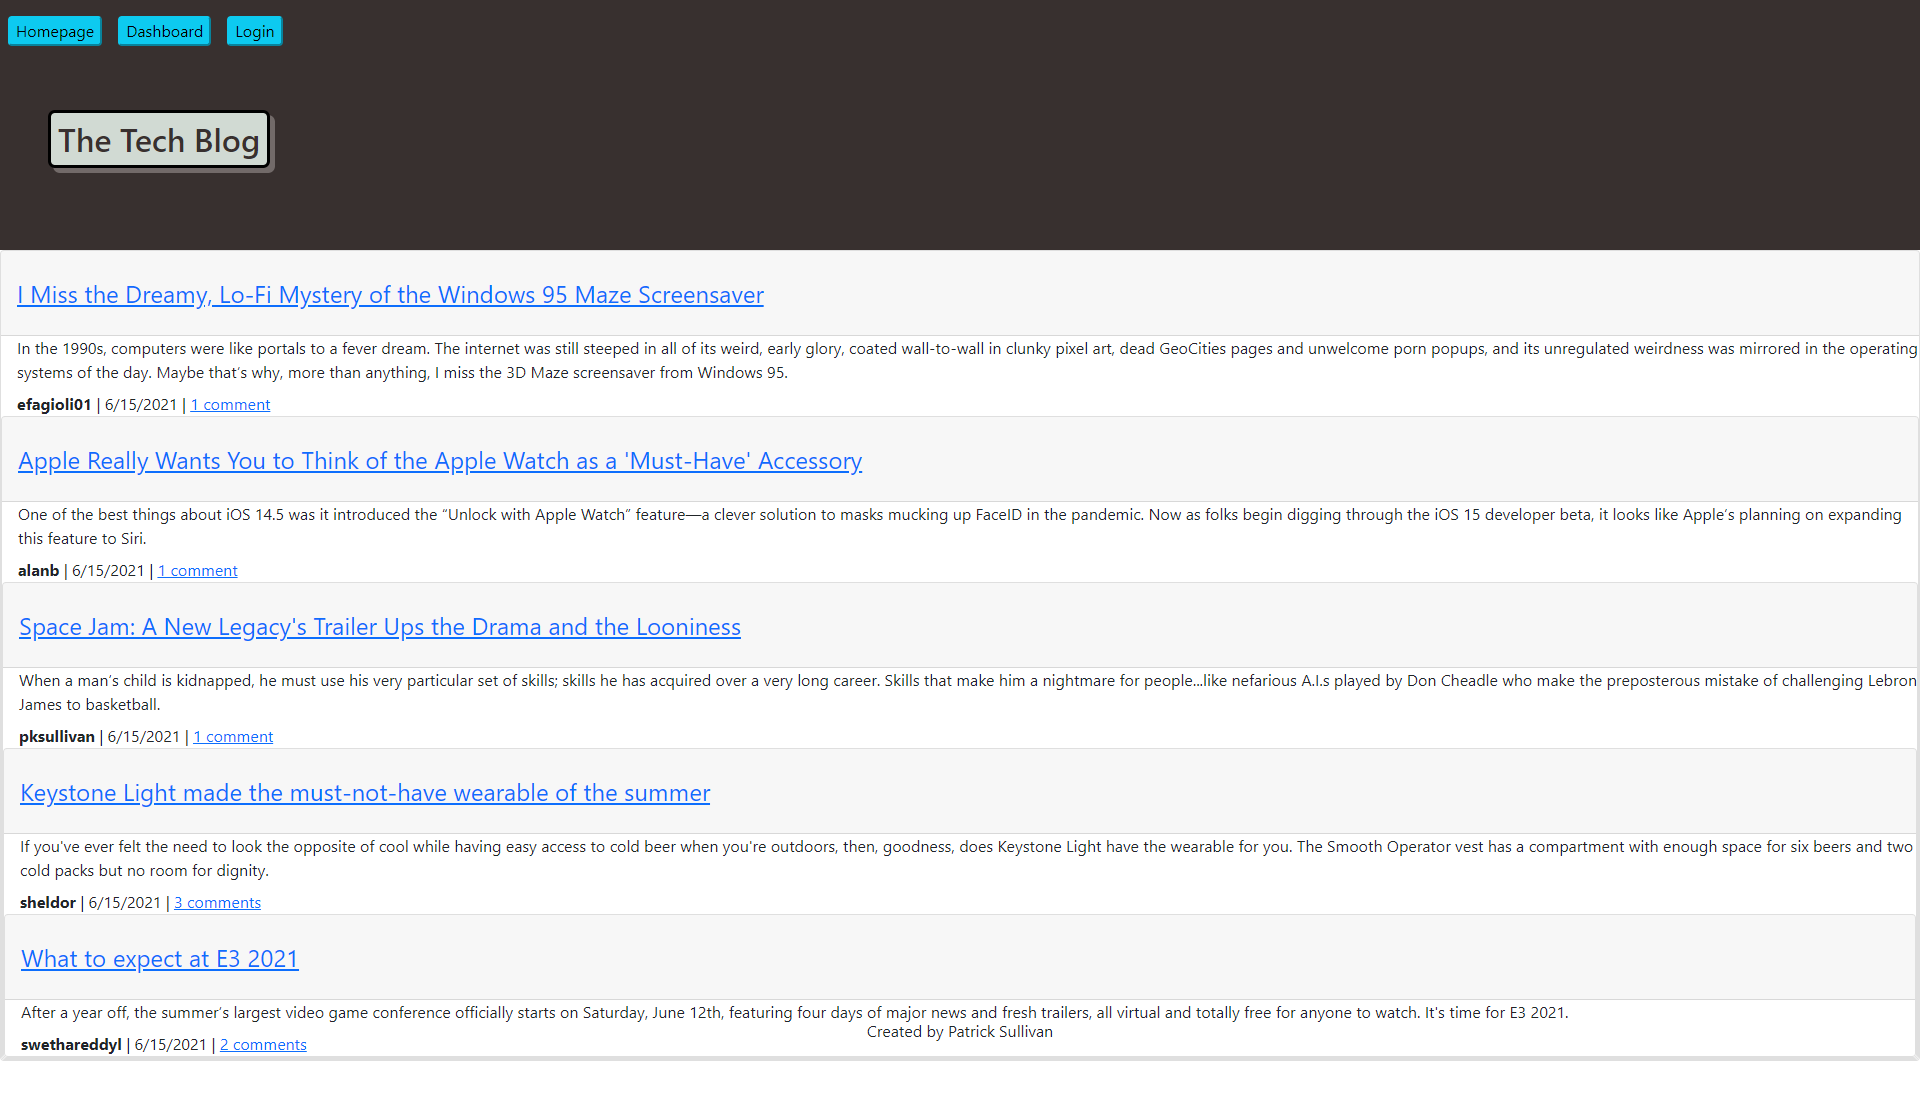 Homepage Dashboard Login
The Tech Blog
I Miss the Dreamy, Lo-Fi Mystery of the Windows 95 Maze Screensaver
In the 1990s, computers were like portals to a fever dream. The internet was still steeped in all of its weird, early glory, coated wall-to-wall in clunky pixel art, dead GeoCities pages and unwelcome porn popups, and its unregulated weirdness was mirrored in the operating
systems of the day. Maybe that’s why, more than anything, I miss the 3D Maze screensaver from Windows 95.
efagioli01 | 6/15/2021 | 1 comment
Apple Really Wants You to Think of the Apple Watch as a 'Must-Have' Accessory
One of the best things about iOS 14.5 was it introduced the “Unlock with Apple Watch” feature—a clever solution to masks mucking up FaceID in the pandemic. Now as folks begin digging through the iOS 15 developer beta, it looks like Apple’s planning on expanding
this feature to Siri.
alanb | 6/15/2021 | 1 comment
Space Jam: A New Legacy's Trailer Ups the Drama and the Looniness
When a man’s child is kidnapped, he must use his very particular set of skills; skills he has acquired over a very long career. Skills that make him a nightmare for people...like nefarious A.I.s played by Don Cheadle who make the preposterous mistake of challenging Lebron
James to basketball.
pksullivan | 6/15/2021 | 1 comment
Keystone Light made the must-not-have wearable of the summer
If you've ever felt the need to look the opposite of cool while having easy access to cold beer when you're outdoors, then, goodness, does Keystone Light have the wearable for you. The Smooth Operator vest has a compartment with enough space for six beers and two
cold packs but no room for dignity.
sheldor | 6/15/2021 | 3 comments
What to expect at E3 2021
After a year off, the summer’s largest video game conference officially starts on Saturday, June 12th, featuring four days of major news and fresh trailers, all virtual and totally free for anyone to watch. It's time for E3 2021.
Created by Patrick Sullivan
swethareddyl | 6/15/2021 | 2 comments